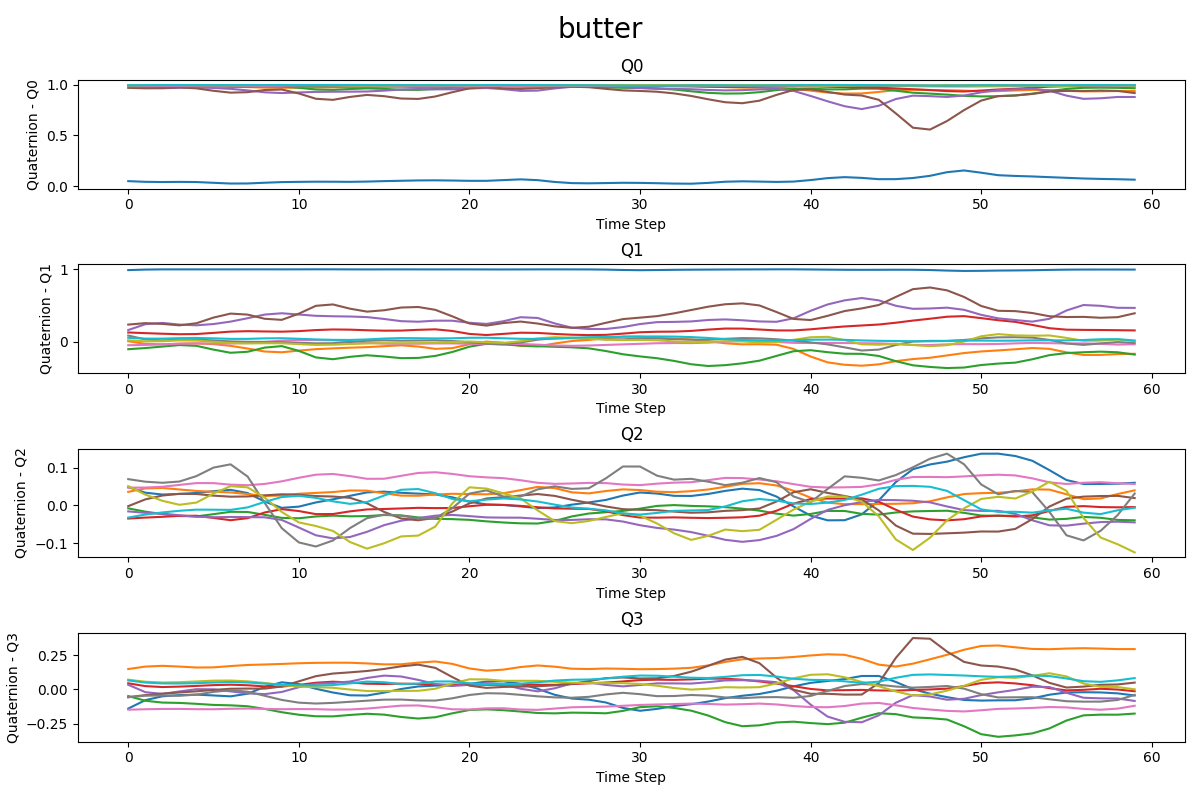 butter
Q0
Quaternion - Q0
1.0
0.5
0.0
0 10 20 30 40 50 60
Time Step
Q1
Quaternion - Q1
1
0
0 10 20 30 40 50 60
Time Step
Q2
Quaternion - Q2
0.1
0.0
−0.1
0 10 20 30 40 50 60
Time Step
Q3
Quaternion - Q3
0.25
0.00
−0.25
0 10 20 30 40 50 60
Time Step